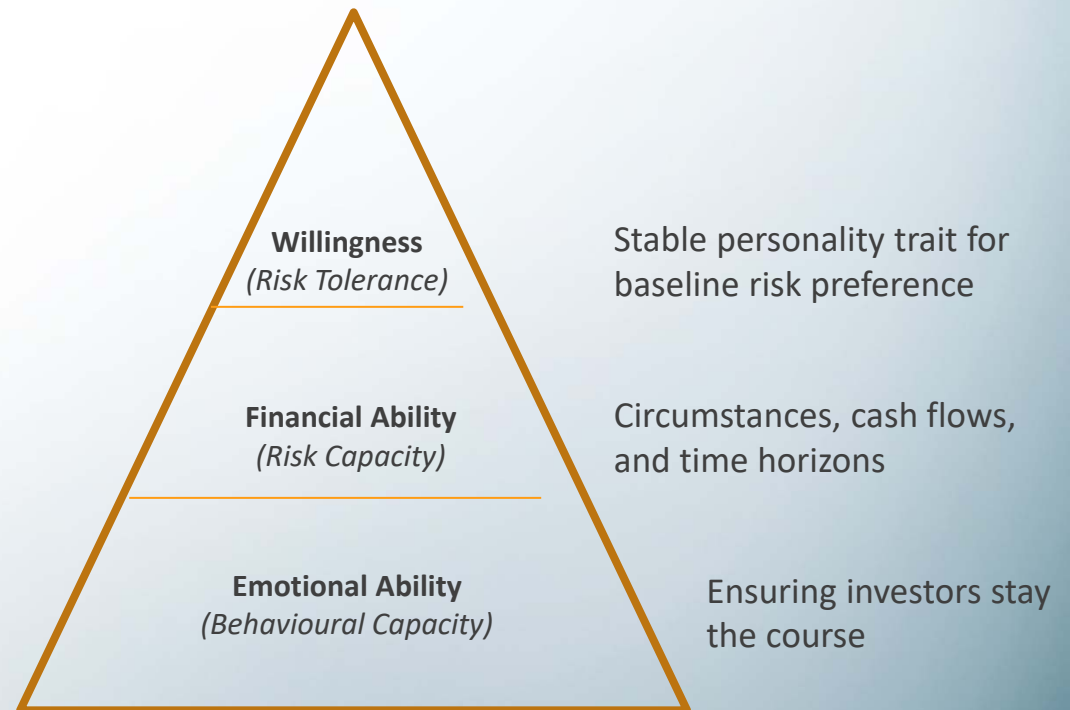 Willingness
(Risk Tolerance)
Stable personality trait for
baseline risk preference
Financial Ability
(Risk Capacity)
Circumstances, cash flows,
and time horizons
Emotional Ability
(Behavioural Capacity)
Ensuring investors stay
the course